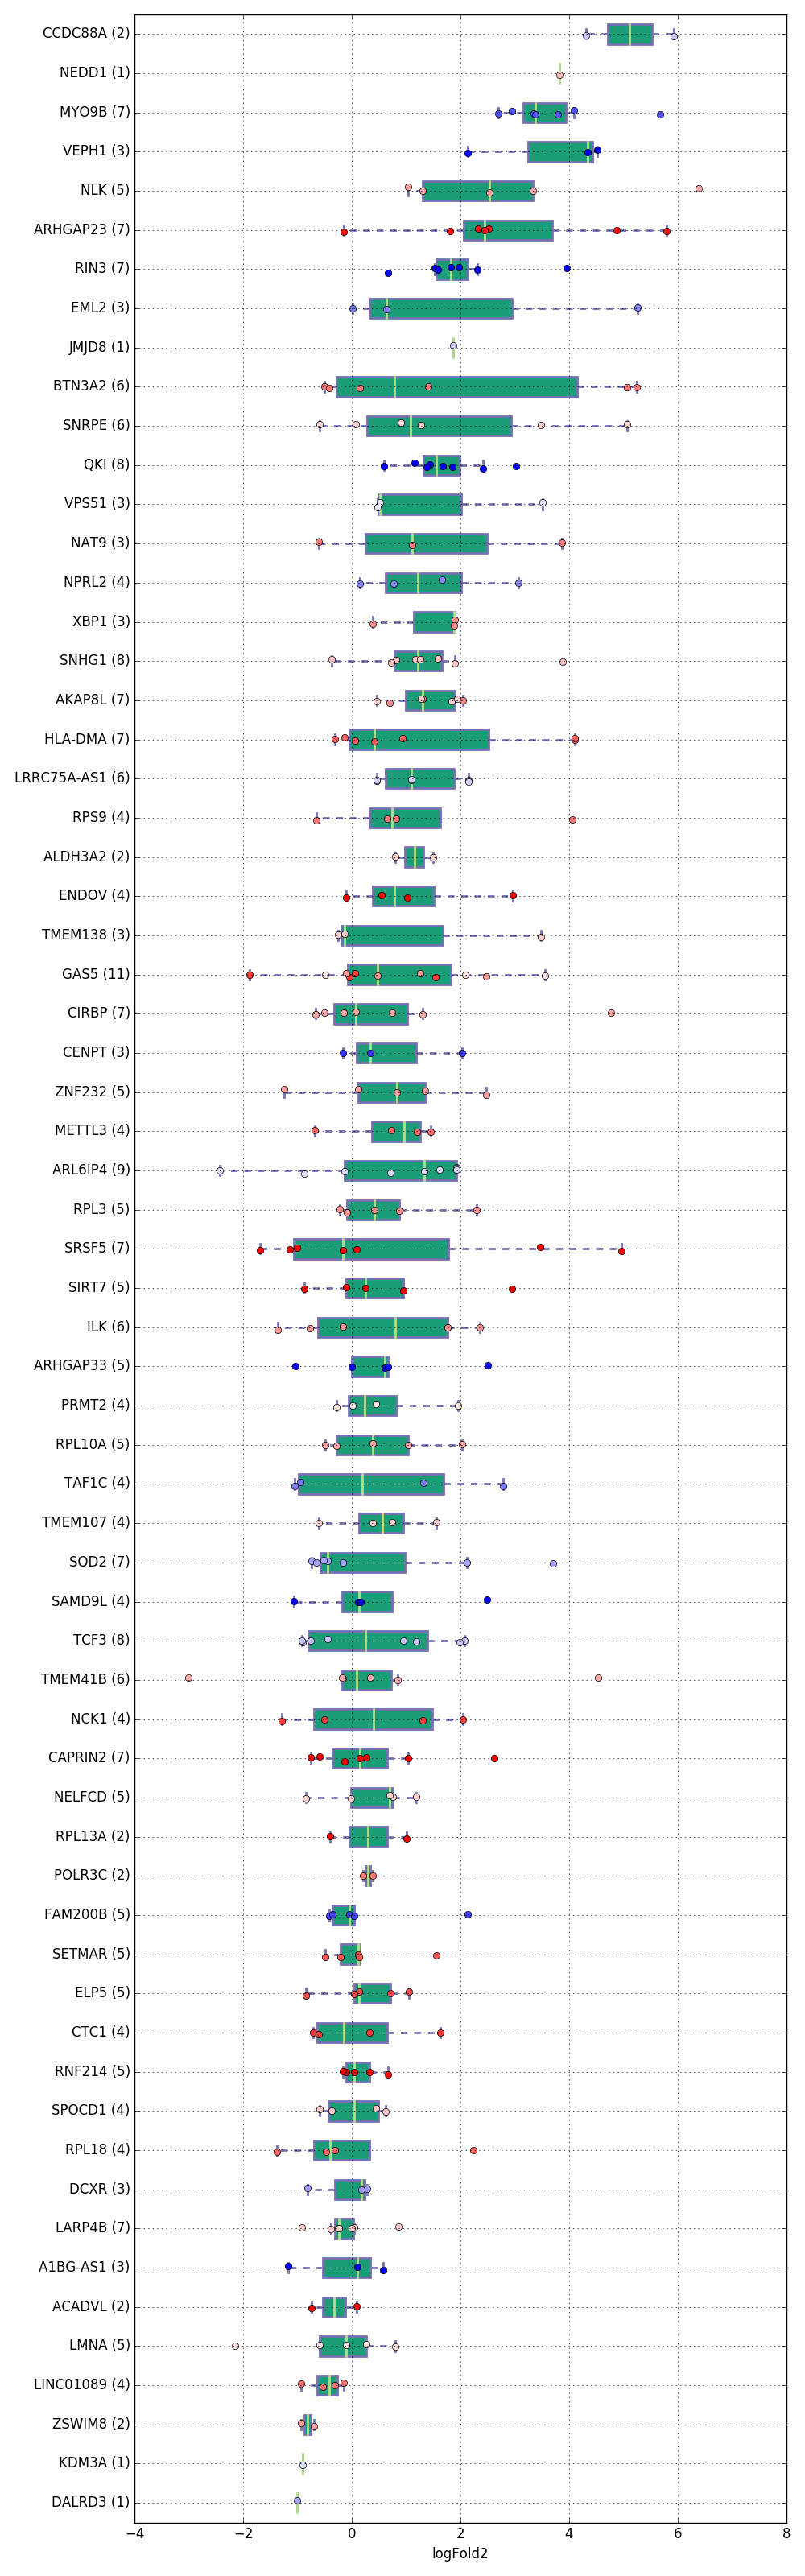 CCDC88A (2)
NEDD1 (1)
MYO9B (7)
VEPH1 (3)
NLK (5)
ARHGAP23 (7)
RIN3 (7)
EML2 (3)
JMJD8 (1)
BTN3A2 (6)
SNRPE (6)
QKI (8)
VPS51 (3)
NAT9 (3)
NPRL2 (4)
XBP1 (3)
SNHG1 (8)
AKAP8L (7)
HLA-DMA (7)
LRRC75A-AS1 (6)
RPS9 (4)
ALDH3A2 (2)
ENDOV (4)
TMEM138 (3)
GAS5 (11)
CIRBP (7)
CENPT (3)
ZNF232 (5)
METTL3 (4)
ARL6IP4 (9)
RPL3 (5)
SRSF5 (7)
SIRT7 (5)
ILK (6)
ARHGAP33 (5)
PRMT2 (4)
RPL10A (5)
TAF1C (4)
TMEM107 (4)
SOD2 (7)
SAMD9L (4)
TCF3 (8)
TMEM41B (6)
NCK1 (4)
CAPRIN2 (7)
NELFCD (5)
RPL13A (2)
POLR3C (2)
FAM200B (5)
SETMAR (5)
ELP5 (5)
CTC1 (4)
RNF214 (5)
SPOCD1 (4)
RPL18 (4)
DCXR (3)
LARP4B (7)
A1BG-AS1 (3)
ACADVL (2)
LMNA (5)
LINC01089 (4)
ZSWIM8 (2)
KDM3A (1)
DALRD3 (1)
−4 −2 0 2 4 6 8
logFold2